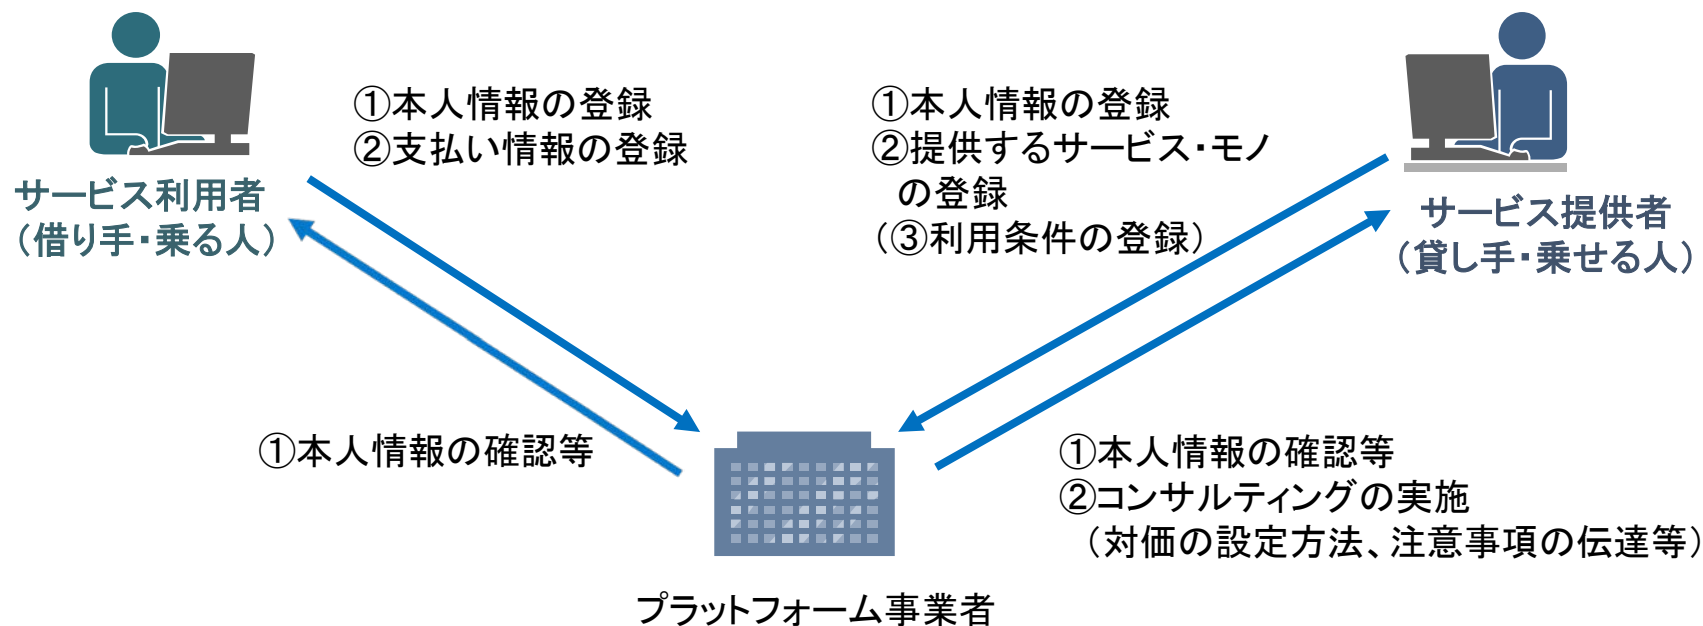 ①本人情報の登録
②支払い情報の登録
サービス利用者
（借り手・乗る人）
①本人情報の登録
②提供するサービス・モノ
の登録
（③利用条件の登録）
サービス提供者
（貸し手・乗せる人）
①本人情報の確認等
①本人情報の確認等
②コンサルティングの実施
（対価の設定方法、注意事項の伝達等）
プラットフォーム事業者